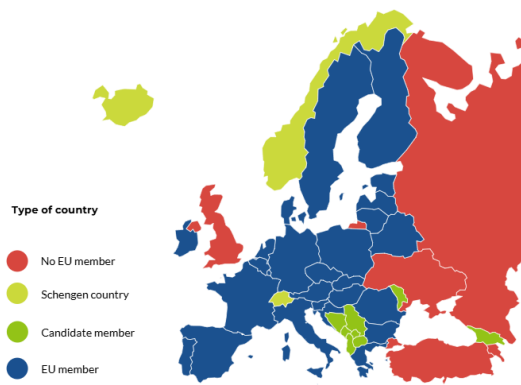 Type of country
No EU member
Schengen country
Candidate member
EU member